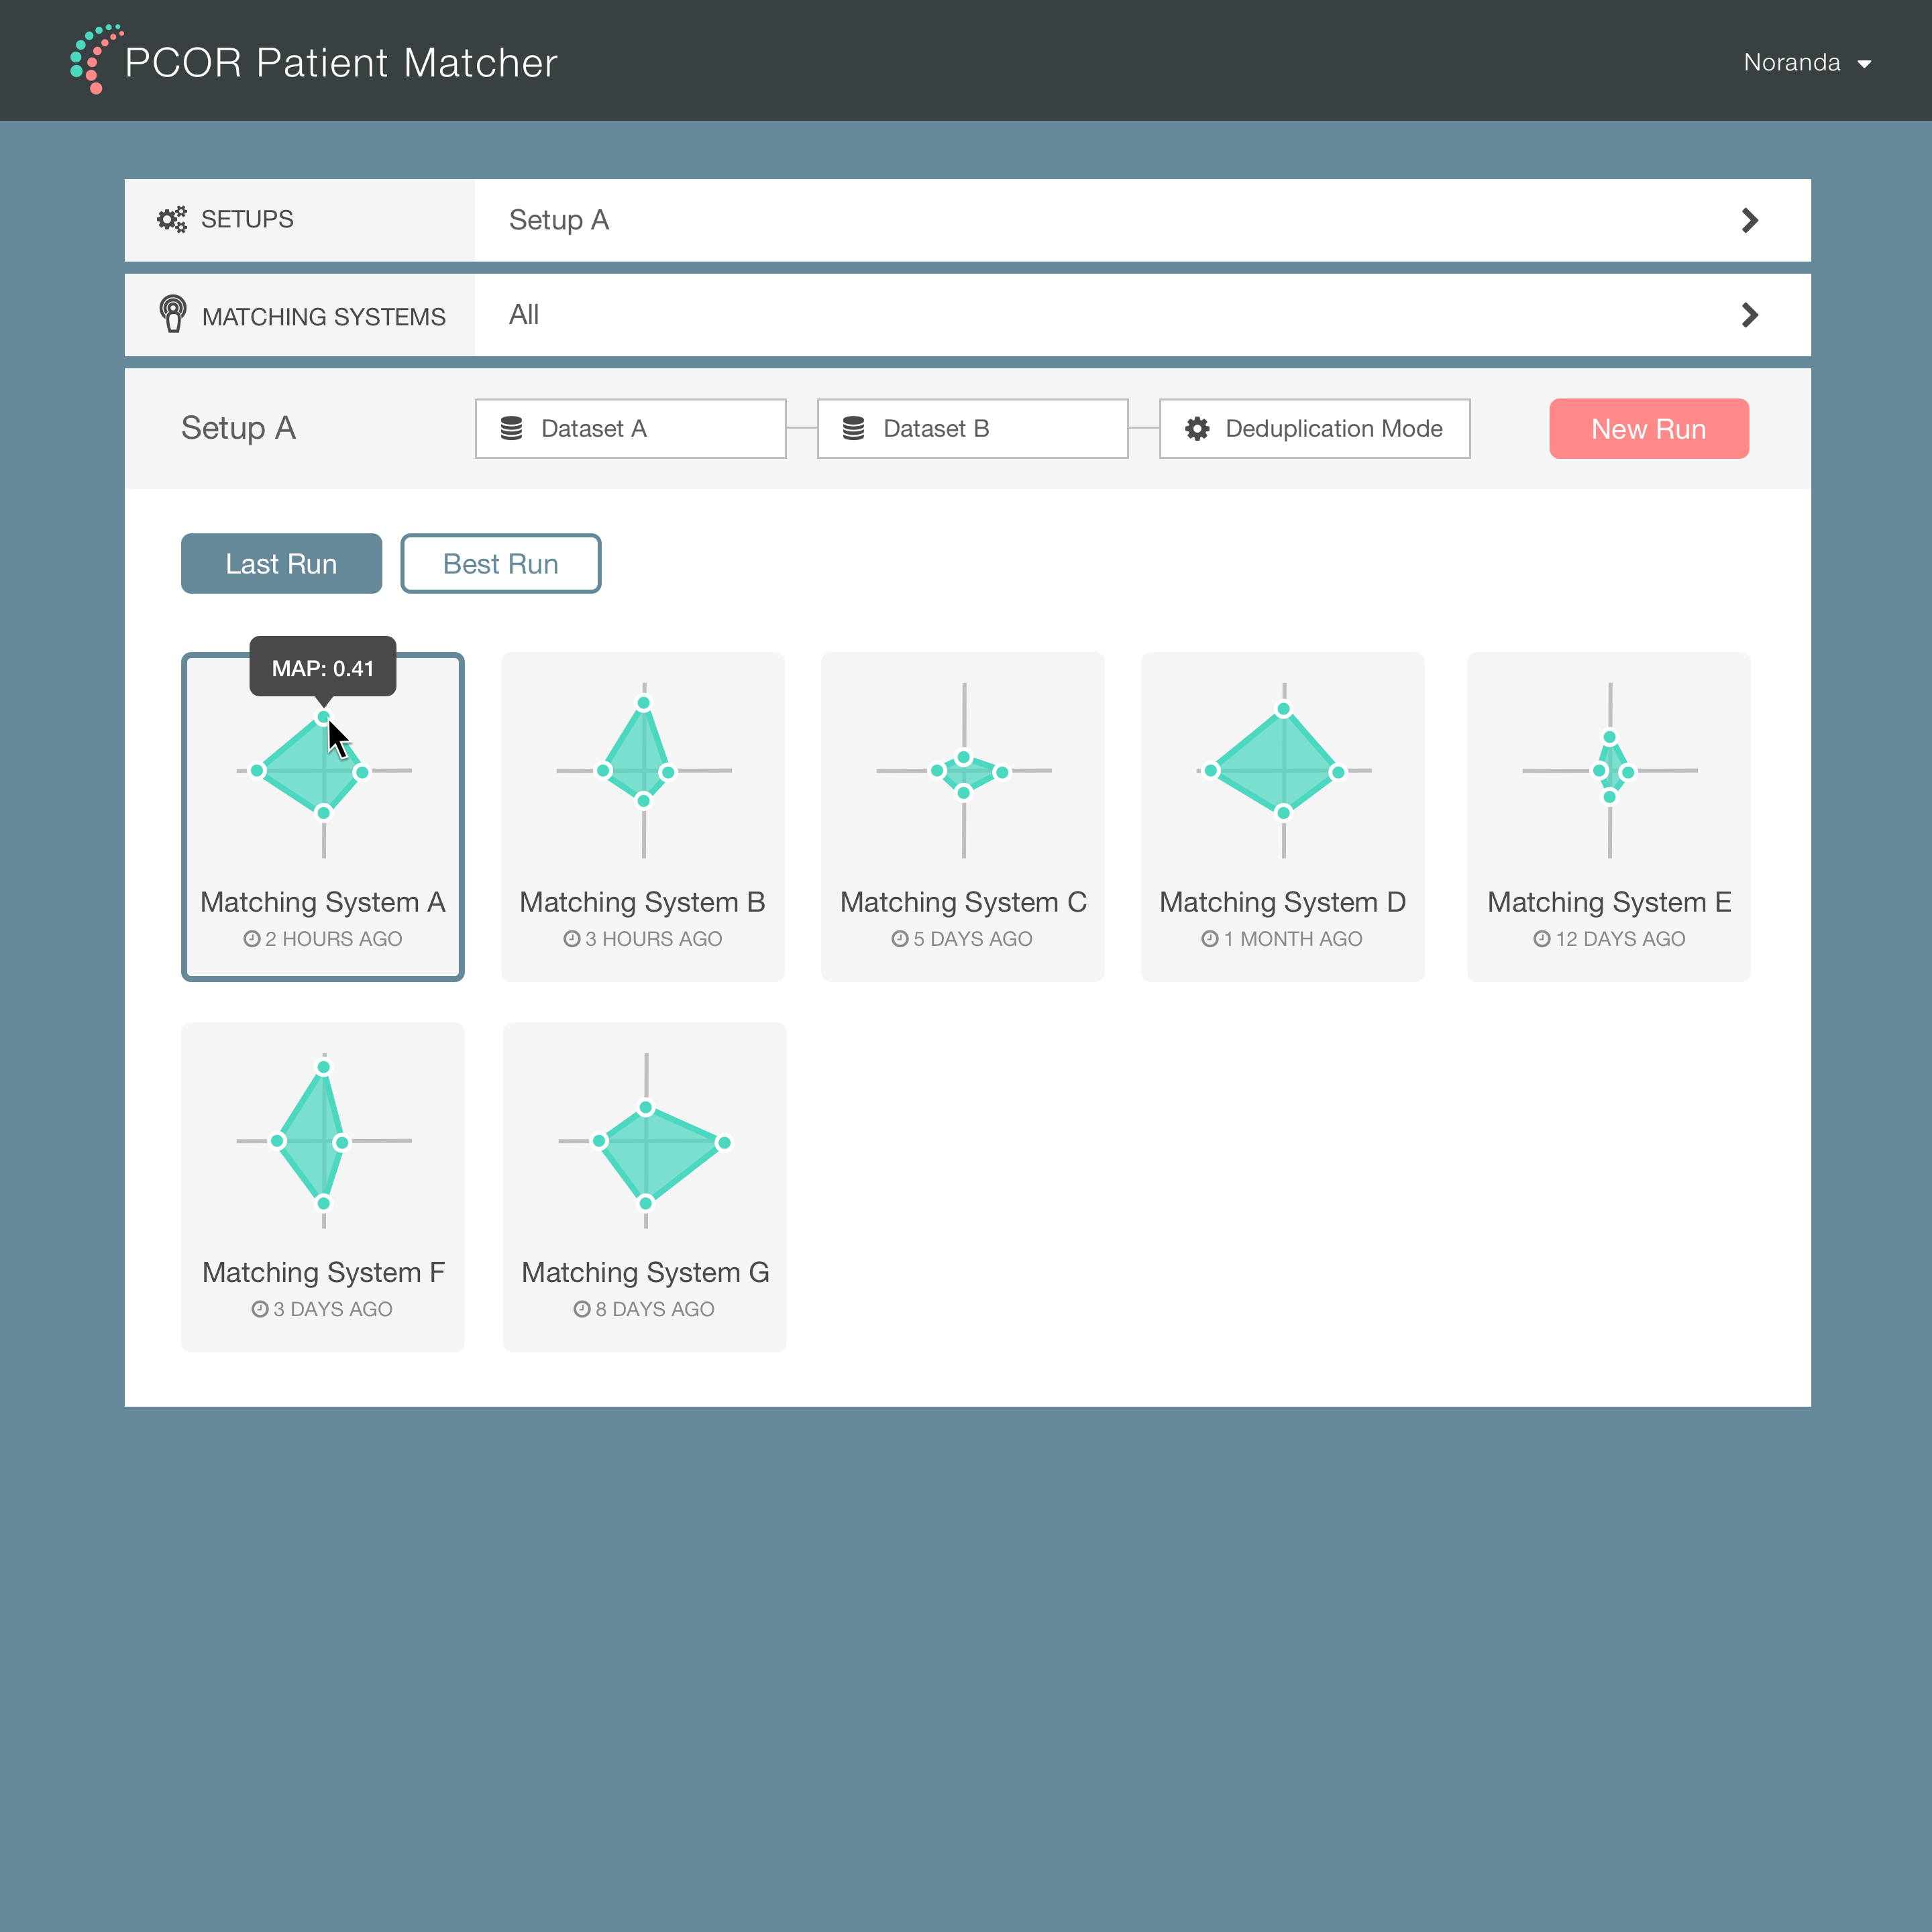 PCOR Patient Matcher
Noranda
SETUPS
Setup A
MATCHING SYSTEMS
All
Setup A
Dataset A
Dataset B
Deduplication Mode
New Run
Last Run
Best Run
MAP: 0.41
Matching System A
2 HOURS AGO
Matching System B
3 HOURS AGO
Matching System C
5 DAYS AGO
Matching System D
1 MONTH AGO
Matching System E
12 DAYS AGO
Matching System F
3 DAYS AGO
Matching System G
8 DAYS AGO